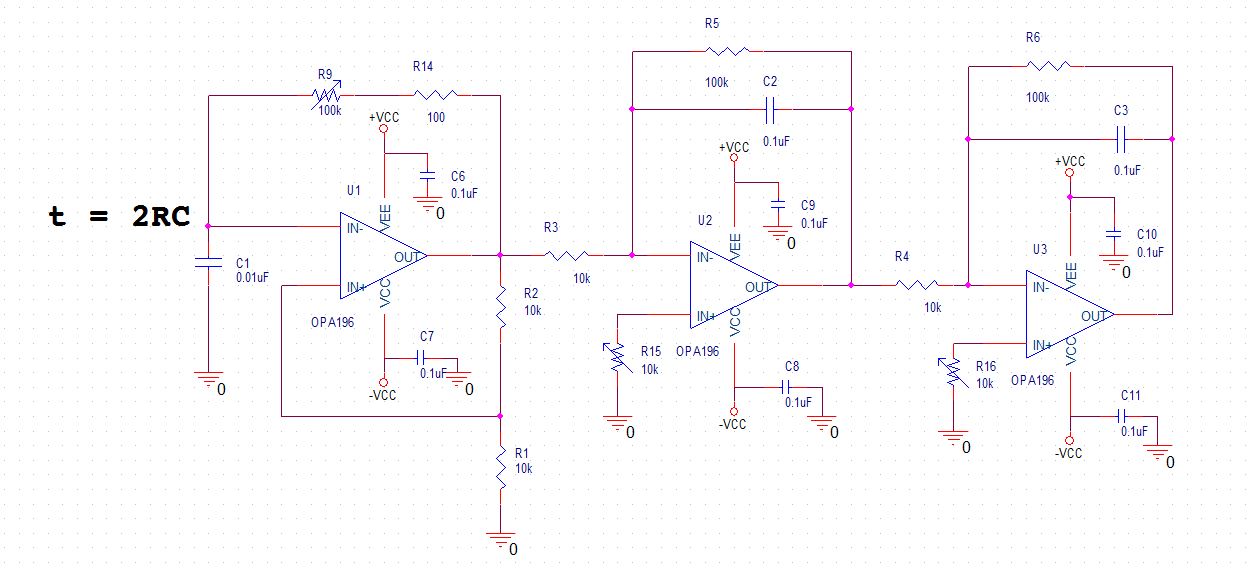 R5
R6
R9
R14
100k
C2
100k
100
100k
C3
+VCC
0.1uF
+VCC
0.1uF
+VCC
C6
0.1uF
U1
0
VEE
t = 2RC
IN-
C9
0.1uF
U2
R3
VEE
0
C10
0.1uF
U3
C1
0.01uF
OUT
IN-
R4
VEE
0
10k
IN+
VCC
R2
10k
OUT
IN-
OPA196
IN+
VCC
10k
OUT
C7
R15
10k
OPA196
IN+
VCC
0.1uF
0
0
-VCC
C8
0.1uF
R16
10k
OPA196
-VCC
0
0
C11
0.1uF
0
-VCC
0
R1
10k
0